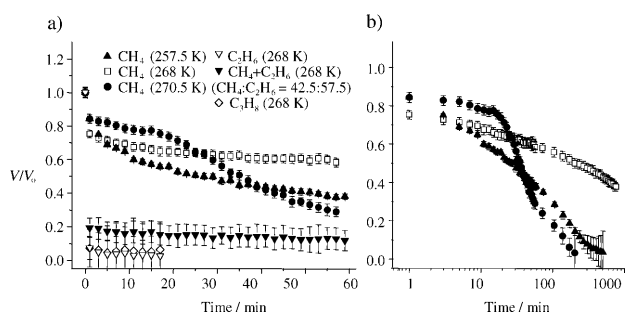 a)
b)
▲ CH₄ (257.5 K) ▽ C₂H₆ (268 K)
□ CH₄ (268 K) ▼ CH₄+C₂H₆ (268 K)
● CH₄ (270.5 K) (CH₄:C₂H₆ = 42.5:57.5)
◇ C₃H₈ (268 K)
V/V₀
1.2
1.0
0.8
0.6
0.4
0.2
0.0
0 10 20 30 40 50 60
Time / min
1.0
0.8
0.6
0.4
0.2
0.0
1 10 100 1000
Time / min